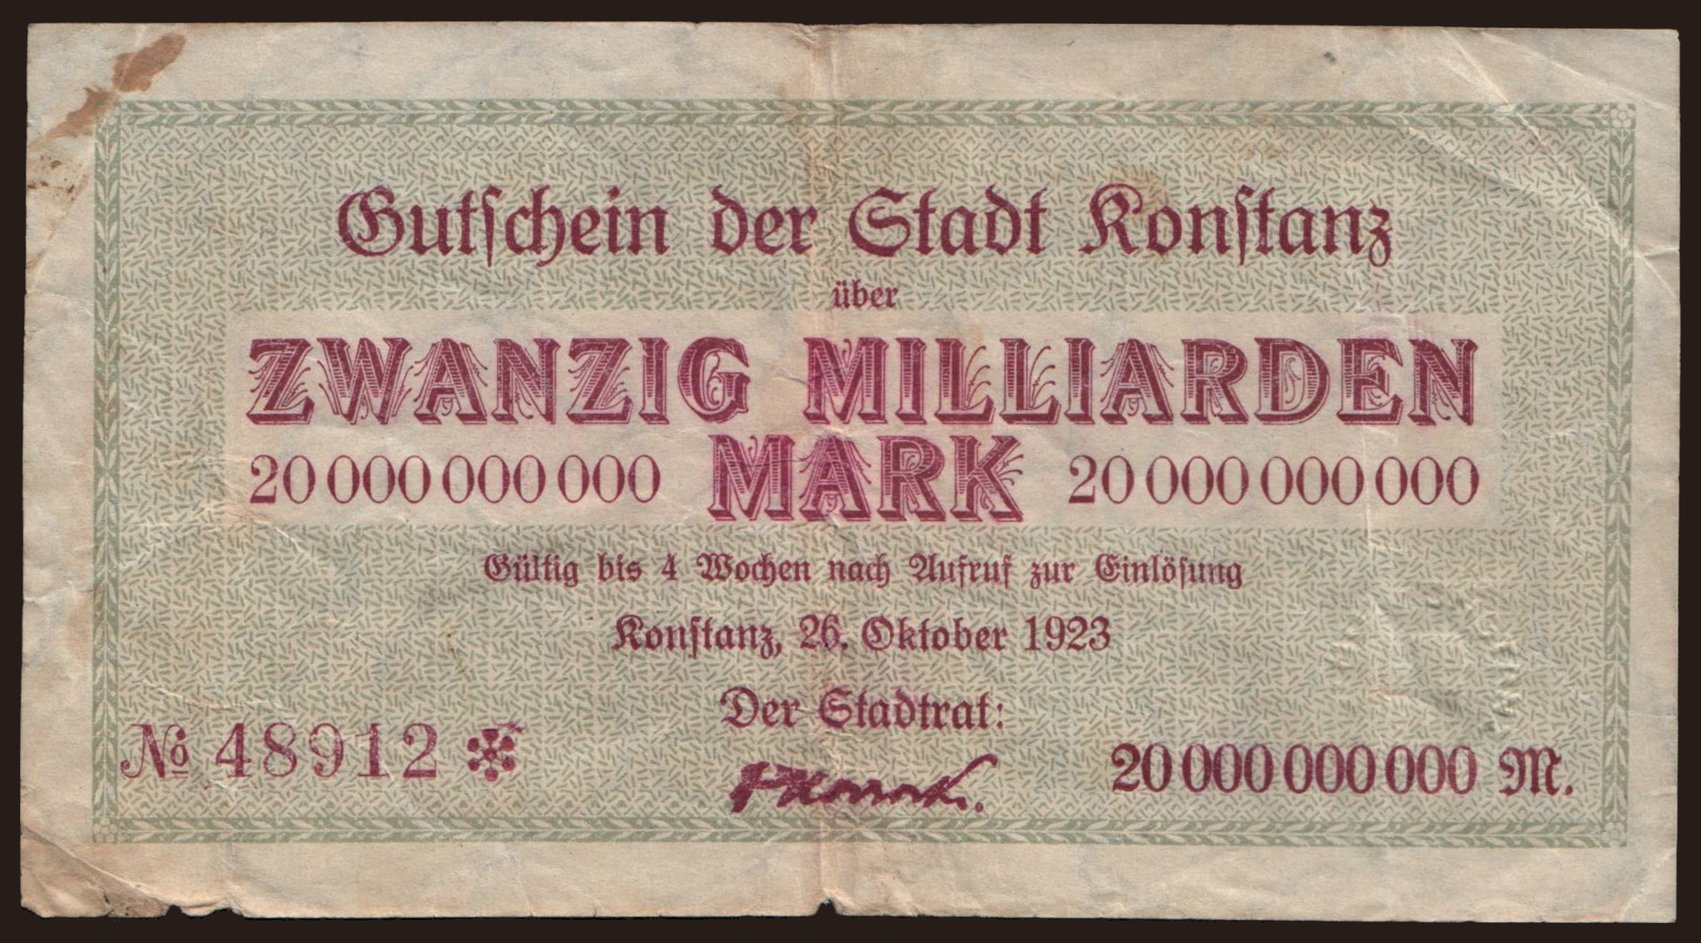 Gutschein der Stadt Konstanz
über
ZWANZIG MILLIARDEN
20 000 000 000 MARK 20 000 000 000
Gültig bis 4 Wochen nach Aufruf zur Einlösung
Konstanz, 26. Oktober 1923
Der Stadtrat:
№ 48912
20 000 000 000 M.